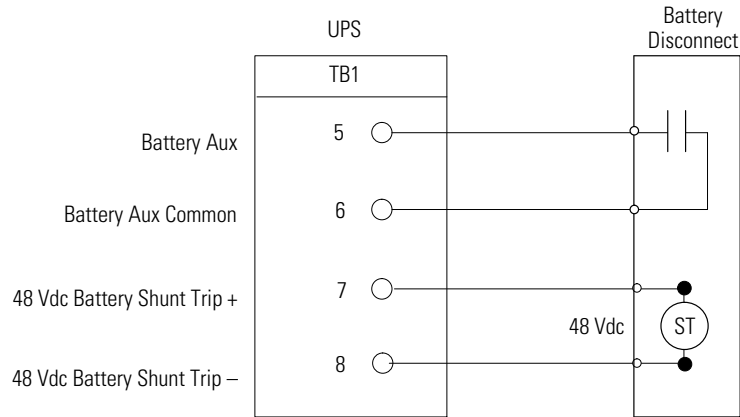 UPS
Battery
Disconnect
TB1
Battery Aux
5
Battery Aux Common
6
48 Vdc Battery Shunt Trip +
7
48 Vdc
ST
48 Vdc Battery Shunt Trip –
8